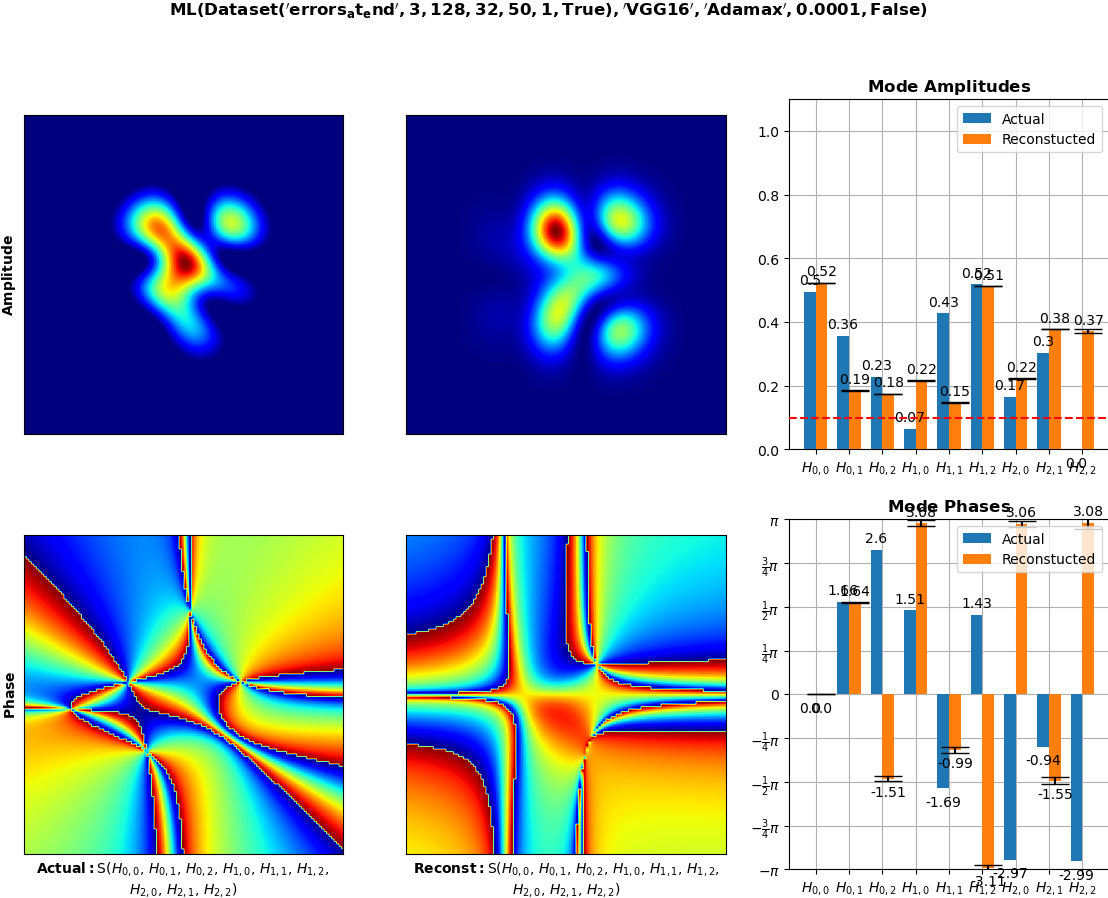 ML(Dataset('errors_at_end', 3, 128, 32, 50, 1, True), 'VGG16', 'Adamax', 0.0001, False)
Mode Amplitudes
Amplitude
1.0
0.8
0.6
0.4
0.2
0.0
Actual
Reconstucted
0.5 0.52 0.36 0.19 0.23 0.18 0.07 0.22 0.43 0.15 0.52 0.51 0.17 0.22 0.3 0.38 0.0 0.37
H0,0 H0,1 H0,2 H1,0 H1,1 H1,2 H2,0 H2,1 H2,2
Mode Phases
Phase
π
3/4π
1/2π
1/4π
0
−1/4π
−1/2π
−3/4π
−π
Actual
Reconstucted
0.0 0.0 1.66 1.64 2.6 -1.51 1.51 3.08 -1.69 -0.99 1.43 -3.11 -2.97 3.06 -0.94 -1.55 -2.99 3.08
H0,0 H0,1 H0,2 H1,0 H1,1 H1,2 H2,0 H2,1 H2,2
Actual: S(H0,0, H0,1, H0,2, H1,0, H1,1, H1,2,
H2,0, H2,1, H2,2)
Reconst: S(H0,0, H0,1, H0,2, H1,0, H1,1, H1,2,
H2,0, H2,1, H2,2)